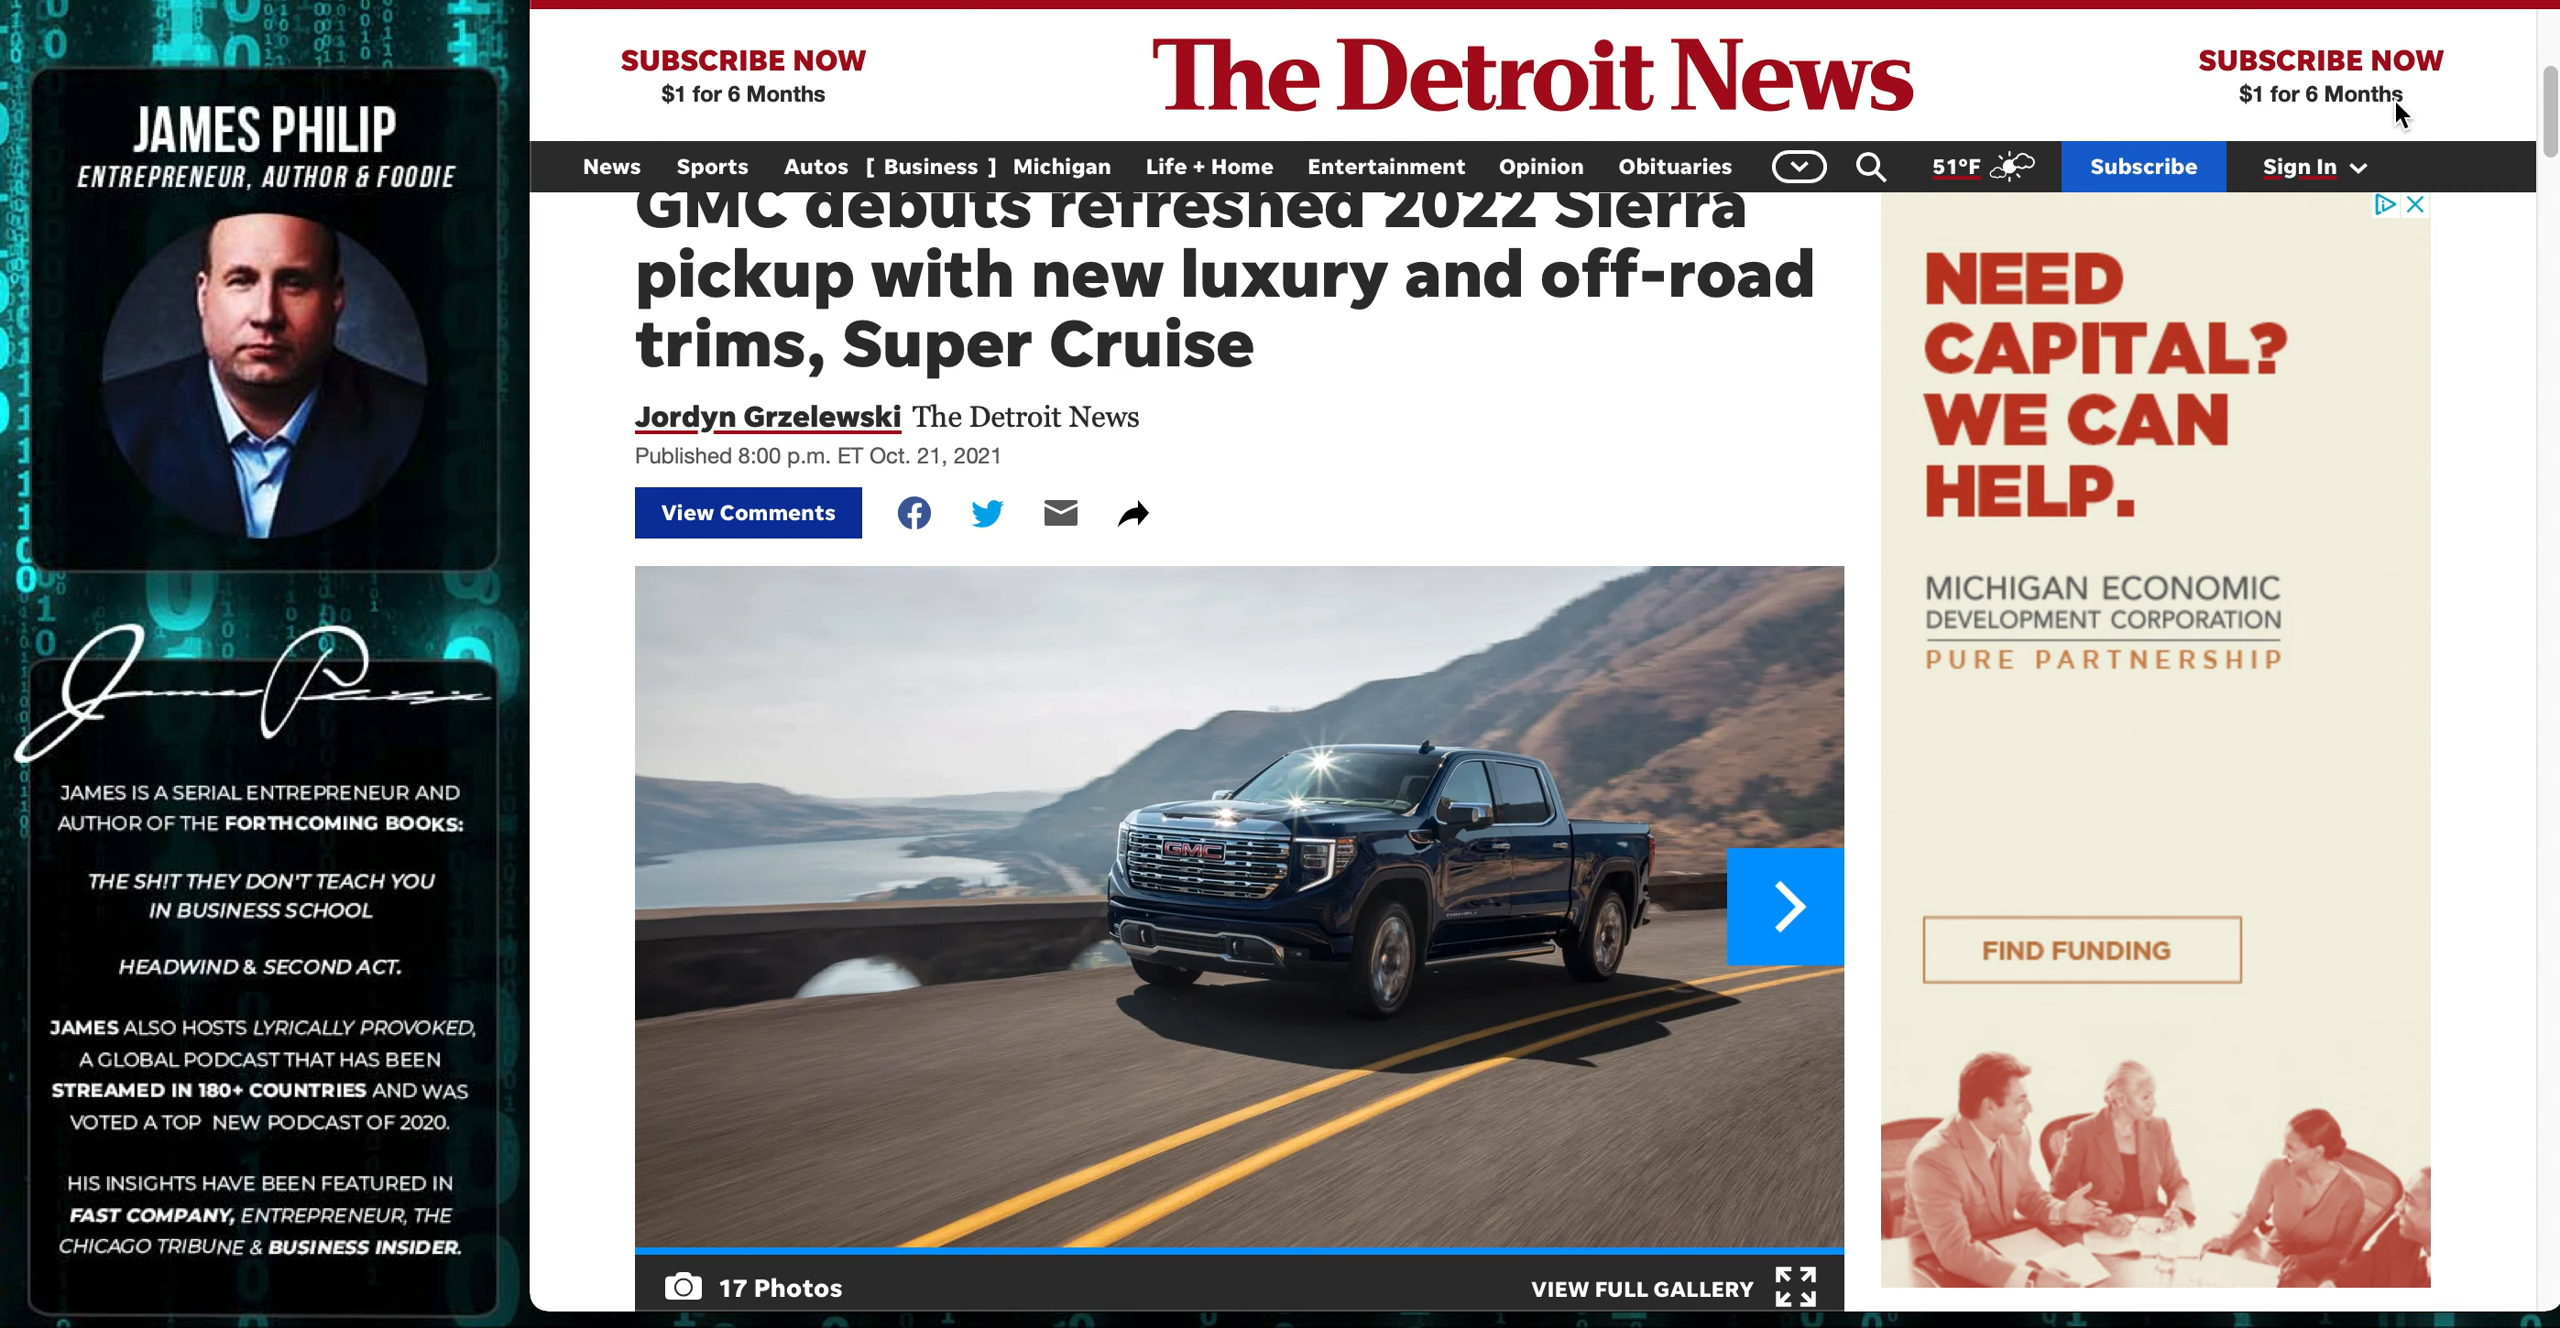 JAMES PHILIP
ENTREPRENEUR, AUTHOR & FOODIE
JAMES IS A SERIAL ENTREPRENEUR AND
AUTHOR OF THE FORTHCOMING BOOKS:
THE SH!T THEY DON'T TEACH YOU
IN BUSINESS SCHOOL
HEADWIND & SECOND ACT.
JAMES ALSO HOSTS LYRICALLY PROVOKED,
A GLOBAL PODCAST THAT HAS BEEN
STREAMED IN 180+ COUNTRIES AND WAS
VOTED A TOP NEW PODCAST OF 2020.
HIS INSIGHTS HAVE BEEN FEATURED IN
FAST COMPANY, ENTREPRENEUR, THE
CHICAGO TRIBUNE & BUSINESS INSIDER.
SUBSCRIBE NOW
$1 for 6 Months
The Detroit News
SUBSCRIBE NOW
$1 for 6 Months
News Sports Autos [ Business ] Michigan Life + Home Entertainment Opinion Obituaries 51°F Subscribe Sign In
GMC debuts refreshed 2022 Sierra
pickup with new luxury and off-road
trims, Super Cruise
Jordyn Grzelewski The Detroit News
Published 8:00 p.m. ET Oct. 21, 2021
View Comments
GMC
17 Photos
VIEW FULL GALLERY
NEED
CAPITAL?
WE CAN
HELP.
MICHIGAN ECONOMIC
DEVELOPMENT CORPORATION
PURE PARTNERSHIP
FIND FUNDING